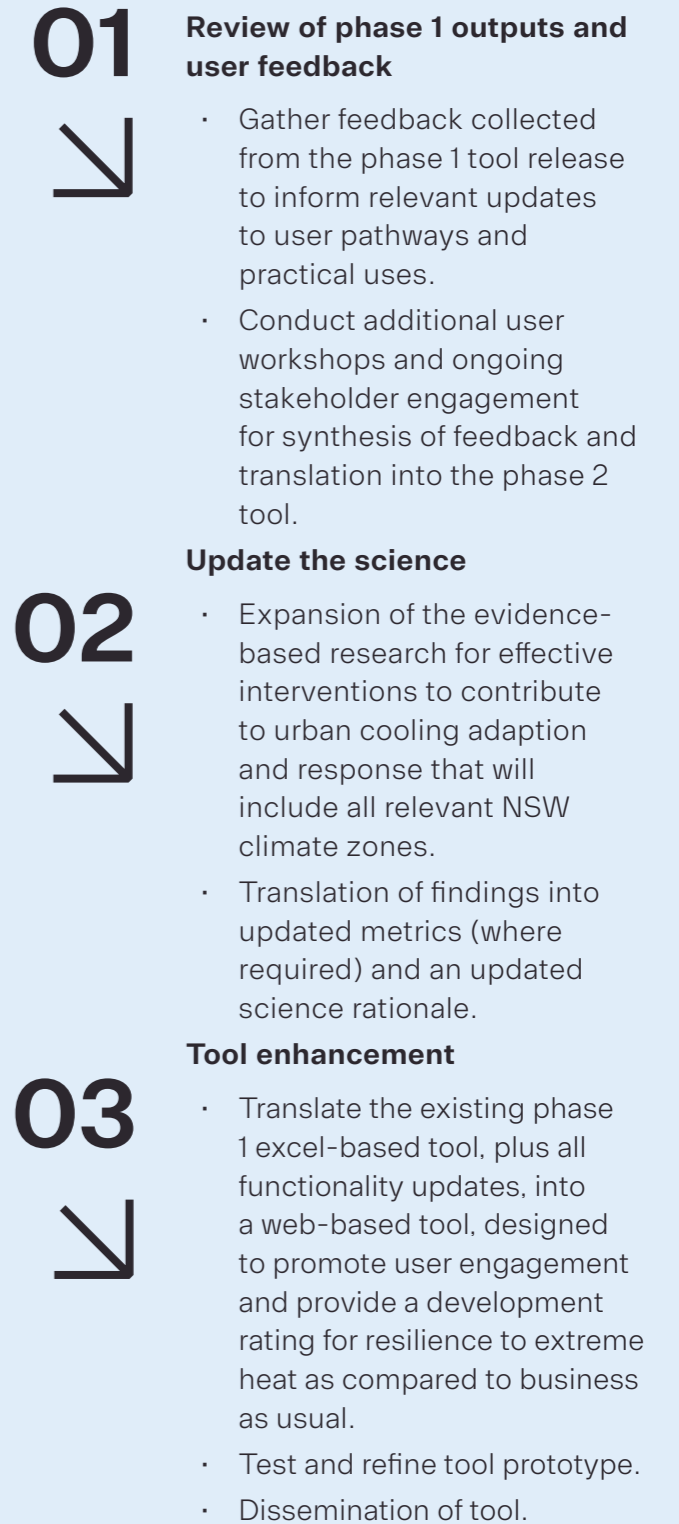 01
Review of phase 1 outputs and
user feedback
· Gather feedback collected
from the phase 1 tool release
to inform relevant updates
to user pathways and
practical uses.
· Conduct additional user
workshops and ongoing
stakeholder engagement
for synthesis of feedback and
translation into the phase 2
tool.
02
Update the science
· Expansion of the evidence-
based research for effective
interventions to contribute
to urban cooling adaption
and response that will
include all relevant NSW
climate zones.
· Translation of findings into
updated metrics (where
required) and an updated
science rationale.
03
Tool enhancement
· Translate the existing phase
1 excel-based tool, plus all
functionality updates, into
a web-based tool, designed
to promote user engagement
and provide a development
rating for resilience to extreme
heat as compared to business
as usual.
· Test and refine tool prototype.
· Dissemination of tool.